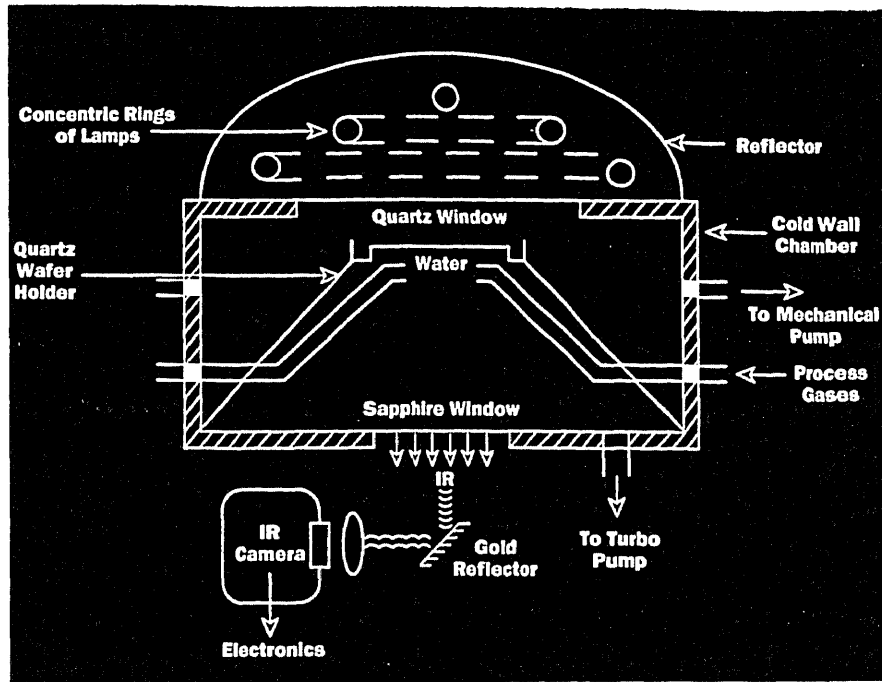 Concentric Rings
of Lamps
Reflector
Quartz Window
Cold Wall
Chamber
Quartz
Wafer
Holder
Water
To Mechanical
Pump
Process
Gases
Sapphire Window
IR
IR
Camera
Gold
Reflector
To Turbo
Pump
Electronics